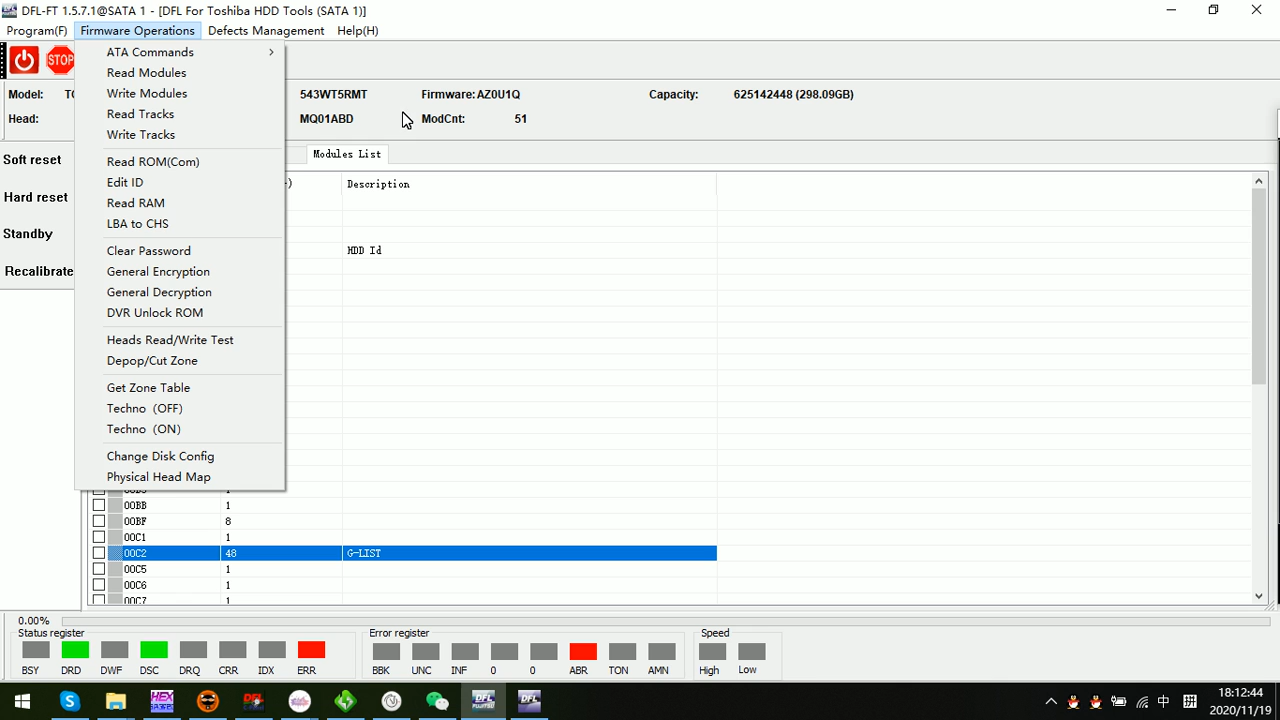 DFL-FT 1.5.7.1@SATA 1 - [DFL For Toshiba HDD Tools (SATA 1)]
Program(F) Firmware Operations Defects Management Help(H)
STOP
ATA Commands
Read Modules
Write Modules
Read Tracks
Write Tracks
Read ROM(Com)
Edit ID
Read RAM
LBA to CHS
Clear Password
General Encryption
General Decryption
DVR Unlock ROM
Heads Read/Write Test
Depop/Cut Zone
Get Zone Table
Techno (OFF)
Techno (ON)
Change Disk Config
Physical Head Map
Model: 543WT5RMT Firmware: AZ0U1Q Capacity: 625142448 (298.09GB)
Head: MQ01ABD ModCnt: 51
Soft reset
Hard reset
Standby
Recalibrate
Modules List
Description
HDD Id
00BB 1
00BF 8
00C1 1
00C2 48 G-LIST
00C5 1
00C6 1
00C7 1
0.00%
Status register Error register Speed
BSY DRD DWF DSC DRQ CRR IDX ERR BBK UNC INF 0 0 ABR TON AMN High Low
HEX
DFL
DFL
DFL
中
18:12:44
2020/11/19